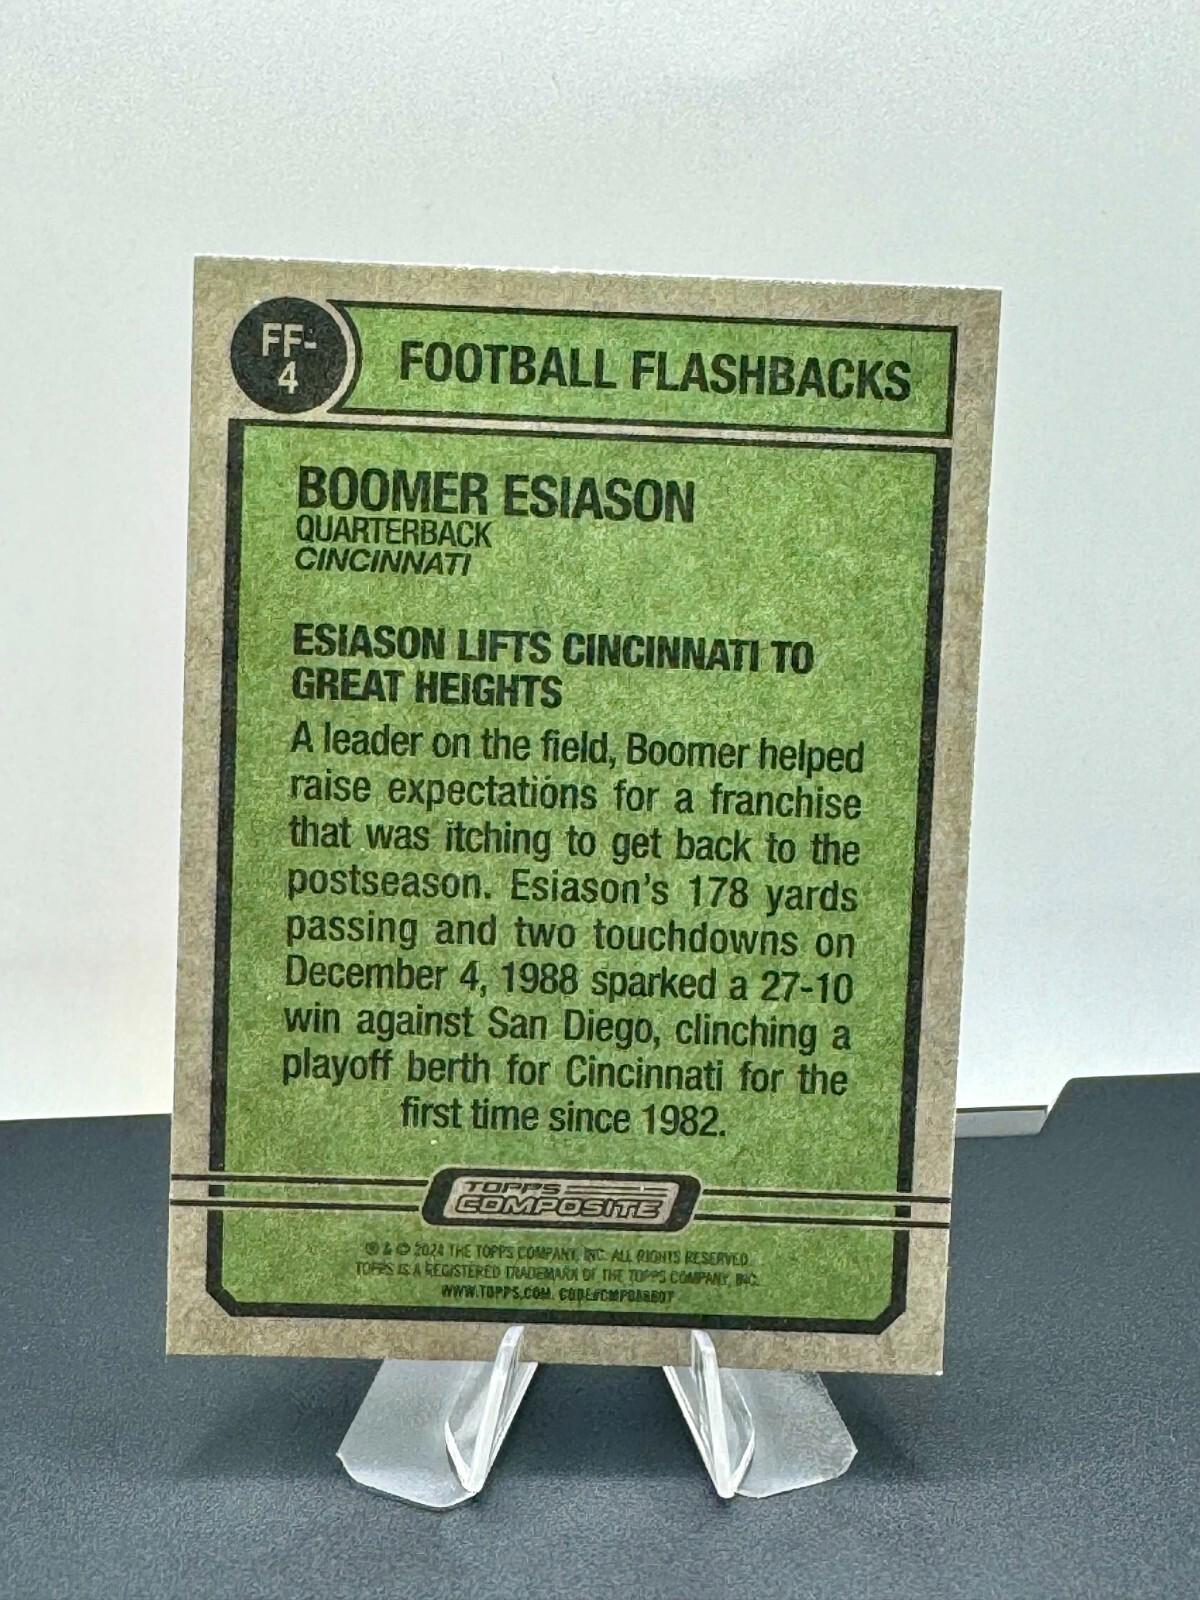 FF-
4
FOOTBALL FLASHBACKS
BOOMER ESIASON
QUARTERBACK
CINCINNATI
ESIASON LIFTS CINCINNATI TO
GREAT HEIGHTS
A leader on the field, Boomer helped
raise expectations for a franchise
that was itching to get back to the
postseason. Esiason's 178 yards
passing and two touchdowns on
December 4, 1988 sparked a 27-10
win against San Diego, clinching a
playoff berth for Cincinnati for the
first time since 1982.
TOPPS
COMPOSITE
® & © 2024 THE TOPPS COMPANY, INC. ALL RIGHTS RESERVED.
TOPPS IS A REGISTERED TRADEMARK OF THE TOPPS COMPANY, INC.
WWW.TOPPS.COM.